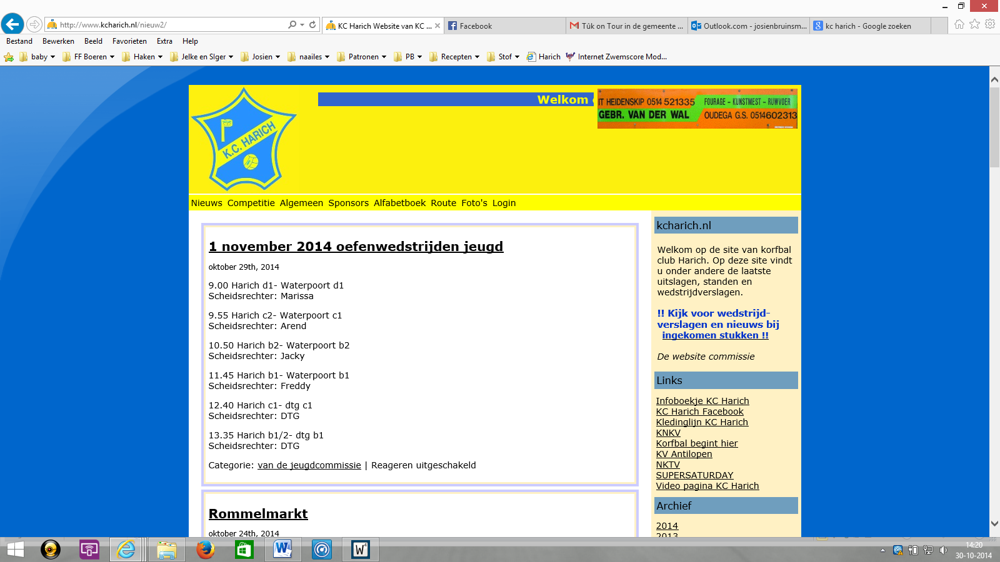 http://www.kcharich.nl/nieuw2/
KC Harich Website van KC ...
Facebook
Tûk on Tour in de gemeente ...
Outlook.com - josienbruinsm...
kc harich - Google zoeken
Bestand Bewerken Beeld Favorieten Extra Help
baby FF Boeren Haken Jelke en SIger Josien naailes Patronen PB Recepten Stof Harich Internet Zwemscore Mod...
K.C. HARICH
Welkom
IT HEIDENSKIP 0514 521335 FOURAGE - KUNSTMEST - RUWVOER
GEBR. VAN DER WAL OUDEGA G.S. 0514602313
Nieuws Competitie Algemeen Sponsors Alfabetboek Route Foto's Login
1 november 2014 oefenwedstrijden jeugd
oktober 29th, 2014
9.00 Harich d1- Waterpoort d1
Scheidsrechter: Marissa
9.55 Harich c2- Waterpoort c1
Scheidsrechter: Arend
10.50 Harich b2- Waterpoort b2
Scheidsrechter: Jacky
11.45 Harich b1- Waterpoort b1
Scheidsrechter: Freddy
12.40 Harich c1- dtg c1
Scheidsrechter: DTG
13.35 Harich b1/2- dtg b1
Scheidsrechter: DTG
Categorie: van de jeugdcommissie | Reageren uitgeschakeld
Rommelmarkt
oktober 24th, 2014
kcharich.nl
Welkom op de site van korfbal
club Harich. Op deze site vindt
u onder andere de laatste
uitslagen, standen en
wedstrijdverslagen.
!! Kijk voor wedstrijd-
verslagen en nieuws bij
ingekomen stukken !!
De website commissie
Links
Infoboekje KC Harich
KC Harich Facebook
Kledinglijn KC Harich
KNKV
Korfbal begint hier
KV Antilopen
NKTV
SUPERSATURDAY
Video pagina KC Harich
Archief
2014
2013
14:20
30-10-2014